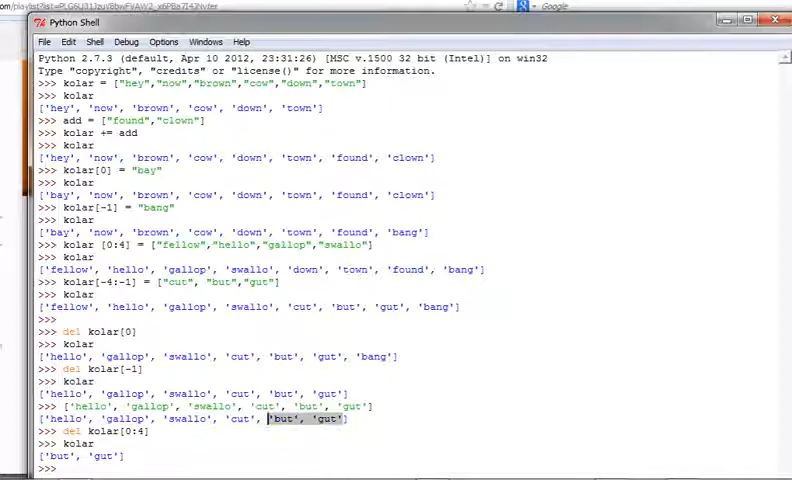 om/playlist?list=PLG6U31JzuV8bwFVAW2_x6PBa7I4JNvter
Google
Python Shell
File Edit Shell Debug Options Windows Help
Python 2.7.3 (default, Apr 10 2012, 23:31:26) [MSC v.1500 32 bit (Intel)] on win32
Type "copyright", "credits" or "license()" for more information.
>>> kolar = ["hey","now","brown","cow","down","town"]
>>> kolar
['hey', 'now', 'brown', 'cow', 'down', 'town']
>>> add = ["found","clown"]
>>> kolar += add
>>> kolar
['hey', 'now', 'brown', 'cow', 'down', 'town', 'found', 'clown']
>>> kolar[0] = "bay"
>>> kolar
['bay', 'now', 'brown', 'cow', 'down', 'town', 'found', 'clown']
>>> kolar[-1] = "bang"
>>> kolar
['bay', 'now', 'brown', 'cow', 'down', 'town', 'found', 'bang']
>>> kolar [0:4] = ["fellow","hello","gallop","swallo"]
>>> kolar
['fellow', 'hello', 'gallop', 'swallo', 'down', 'town', 'found', 'bang']
>>> kolar[-4:-1] = ["cut", "but","gut"]
>>> kolar
['fellow', 'hello', 'gallop', 'swallo', 'cut', 'but', 'gut', 'bang']
>>>
>>> del kolar[0]
>>> kolar
['hello', 'gallop', 'swallo', 'cut', 'but', 'gut', 'bang']
>>> del kolar[-1]
>>> kolar
['hello', 'gallop', 'swallo', 'cut', 'but', 'gut']
>>> ['hello', 'gallop', 'swallo', 'cut', 'but', 'gut']
['hello', 'gallop', 'swallo', 'cut', 'but', 'gut']
>>> del kolar[0:4]
>>> kolar
['but', 'gut']
>>>